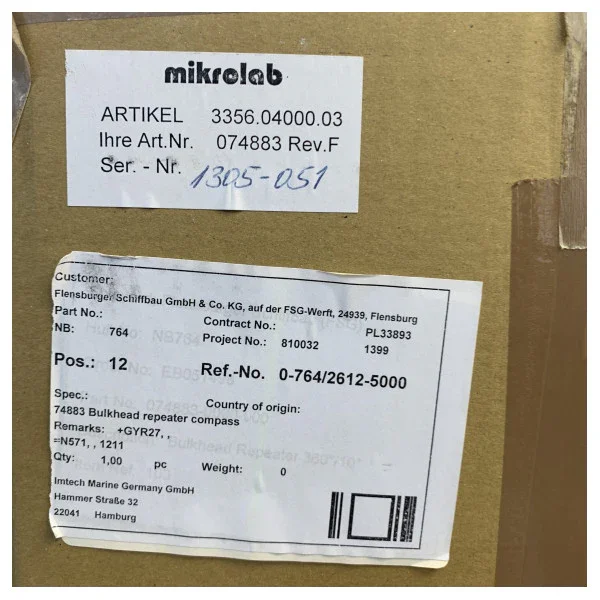 mikrolab
ARTIKEL 3356.04000.03
Ihre Art.Nr. 074883 Rev.F
Ser. - Nr. 1305-051
Customer:
Flensburger Schiffbau GmbH & Co. KG, auf der FSG-Werft, 24939, Flensburg
Part No.: Contract No.: PL33893
NB: 764 Project No.: 810032 1399
Pos.: 12 Ref.-No. 0-764/2612-5000
Spec.: Country of origin:
74883 Bulkhead repeater compass
Remarks: +GYR27, ,
=N571, , 1211
Qty: 1,00 pc Weight: 0
Imtech Marine Germany GmbH
Hammer Straße 32
22041 Hamburg